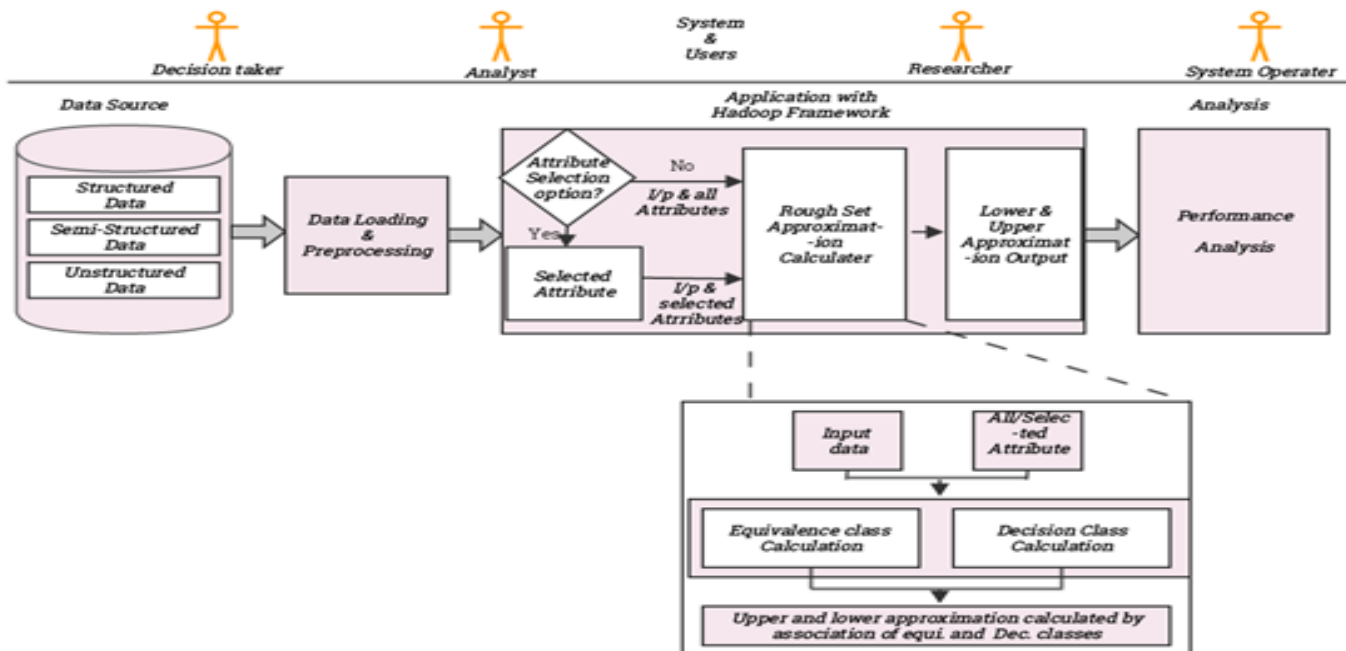 System
&
Users
Decision taker
Analyst
Researcher
System Operater
Data Source
Application with
Hadoop Framework
Analysis
Structured
Data
Semi-Structured
Data
Unstructured
Data
Data Loading
&
Preprocessing
Attribute
Selection
option?
No
I/p & all
Attributes
Yes
Selected
Attribute
I/p &
selected
Atrributes
Rough Set
Approximat-
-ion
Calculater
Lower &
Upper
Approximat
-ion Output
Performance
Analysis
Input
data
All/Selec-
-ted
Attribute
Equivalence class
Calculation
Decision Class
Calculation
Upper and lower approximation calculated by
association of equi. and Dec. classes